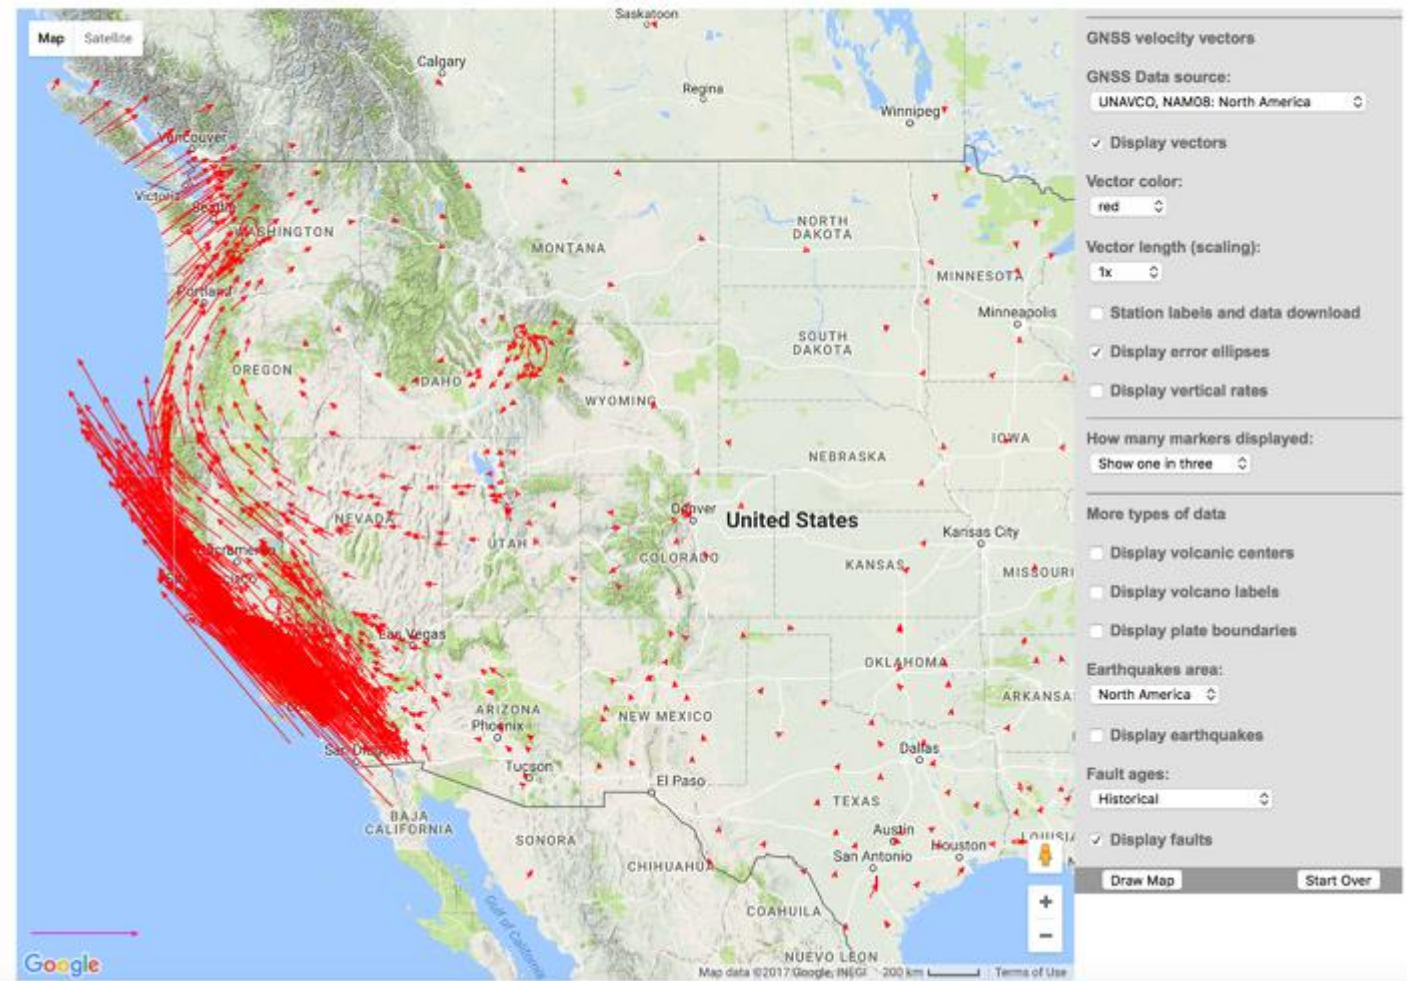 Map Satellite
Saskatoon
Calgary
Regina
Winnipeg
Vancouver
Victoria
Seattle
WASHINGTON
MONTANA
NORTH
DAKOTA
MINNESOTA
Portland
Minneapolis
SOUTH
DAKOTA
OREGON
IDAHO
WYOMING
IOWA
NEBRASKA
Denver
United States
NEVADA
UTAH
Kansas City
Sacramento
COLORADO
KANSAS
MISSOURI
Las Vegas
OKLAHOMA
ARKANSA
ARIZONA
Phoenix
NEW MEXICO
San Diego
Dallas
Tucson
El Paso
TEXAS
BAJA
CALIFORNIA
SONORA
Austin
Houston
LOUISIA
San Antonio
CHIHUAHUA
COAHUILA
Gulf of California
NUEVO LEON
Google
Map data ©2017 Google, INEGI 200 km Terms of Use
GNSS velocity vectors
GNSS Data source:
UNAVCO, NAM08: North America
Display vectors
Vector color:
red
Vector length (scaling):
1x
Station labels and data download
Display error ellipses
Display vertical rates
How many markers displayed:
Show one in three
More types of data
Display volcanic centers
Display volcano labels
Display plate boundaries
Earthquakes area:
North America
Display earthquakes
Fault ages:
Historical
Display faults
Draw Map Start Over